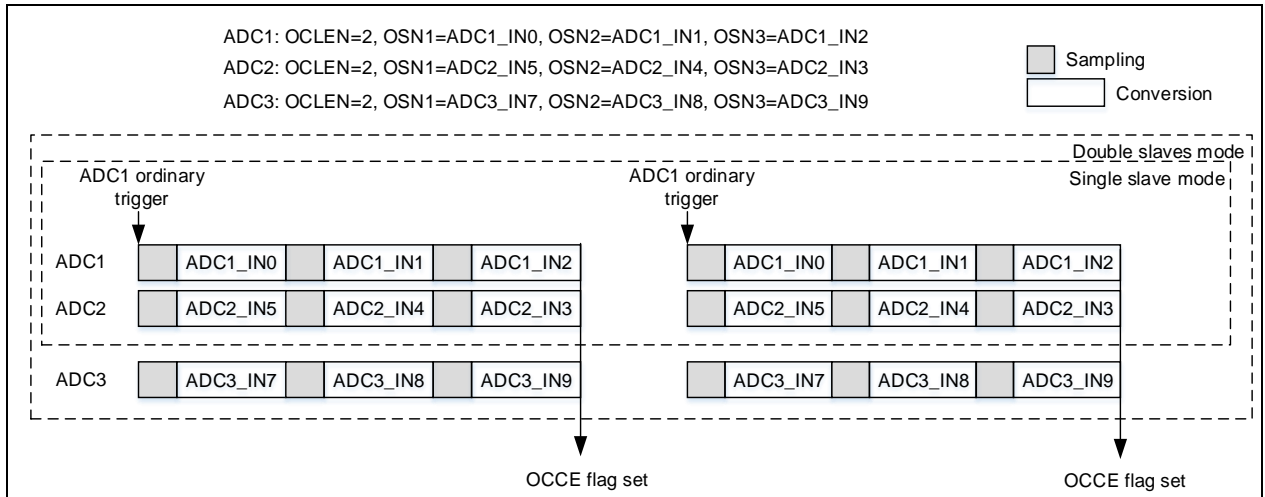 ADC1: OCLEN=2, OSN1=ADC1_IN0, OSN2=ADC1_IN1, OSN3=ADC1_IN2
ADC2: OCLEN=2, OSN1=ADC2_IN5, OSN2=ADC2_IN4, OSN3=ADC2_IN3
ADC3: OCLEN=2, OSN1=ADC3_IN7, OSN2=ADC3_IN8, OSN3=ADC3_IN9
Sampling
Conversion
Double slaves mode
Single slave mode
ADC1 ordinary
trigger
ADC1 ordinary
trigger
ADC1 ADC1_IN0 ADC1_IN1 ADC1_IN2 ADC1_IN0 ADC1_IN1 ADC1_IN2
ADC2 ADC2_IN5 ADC2_IN4 ADC2_IN3 ADC2_IN5 ADC2_IN4 ADC2_IN3
ADC3 ADC3_IN7 ADC3_IN8 ADC3_IN9 ADC3_IN7 ADC3_IN8 ADC3_IN9
OCCE flag set OCCE flag set